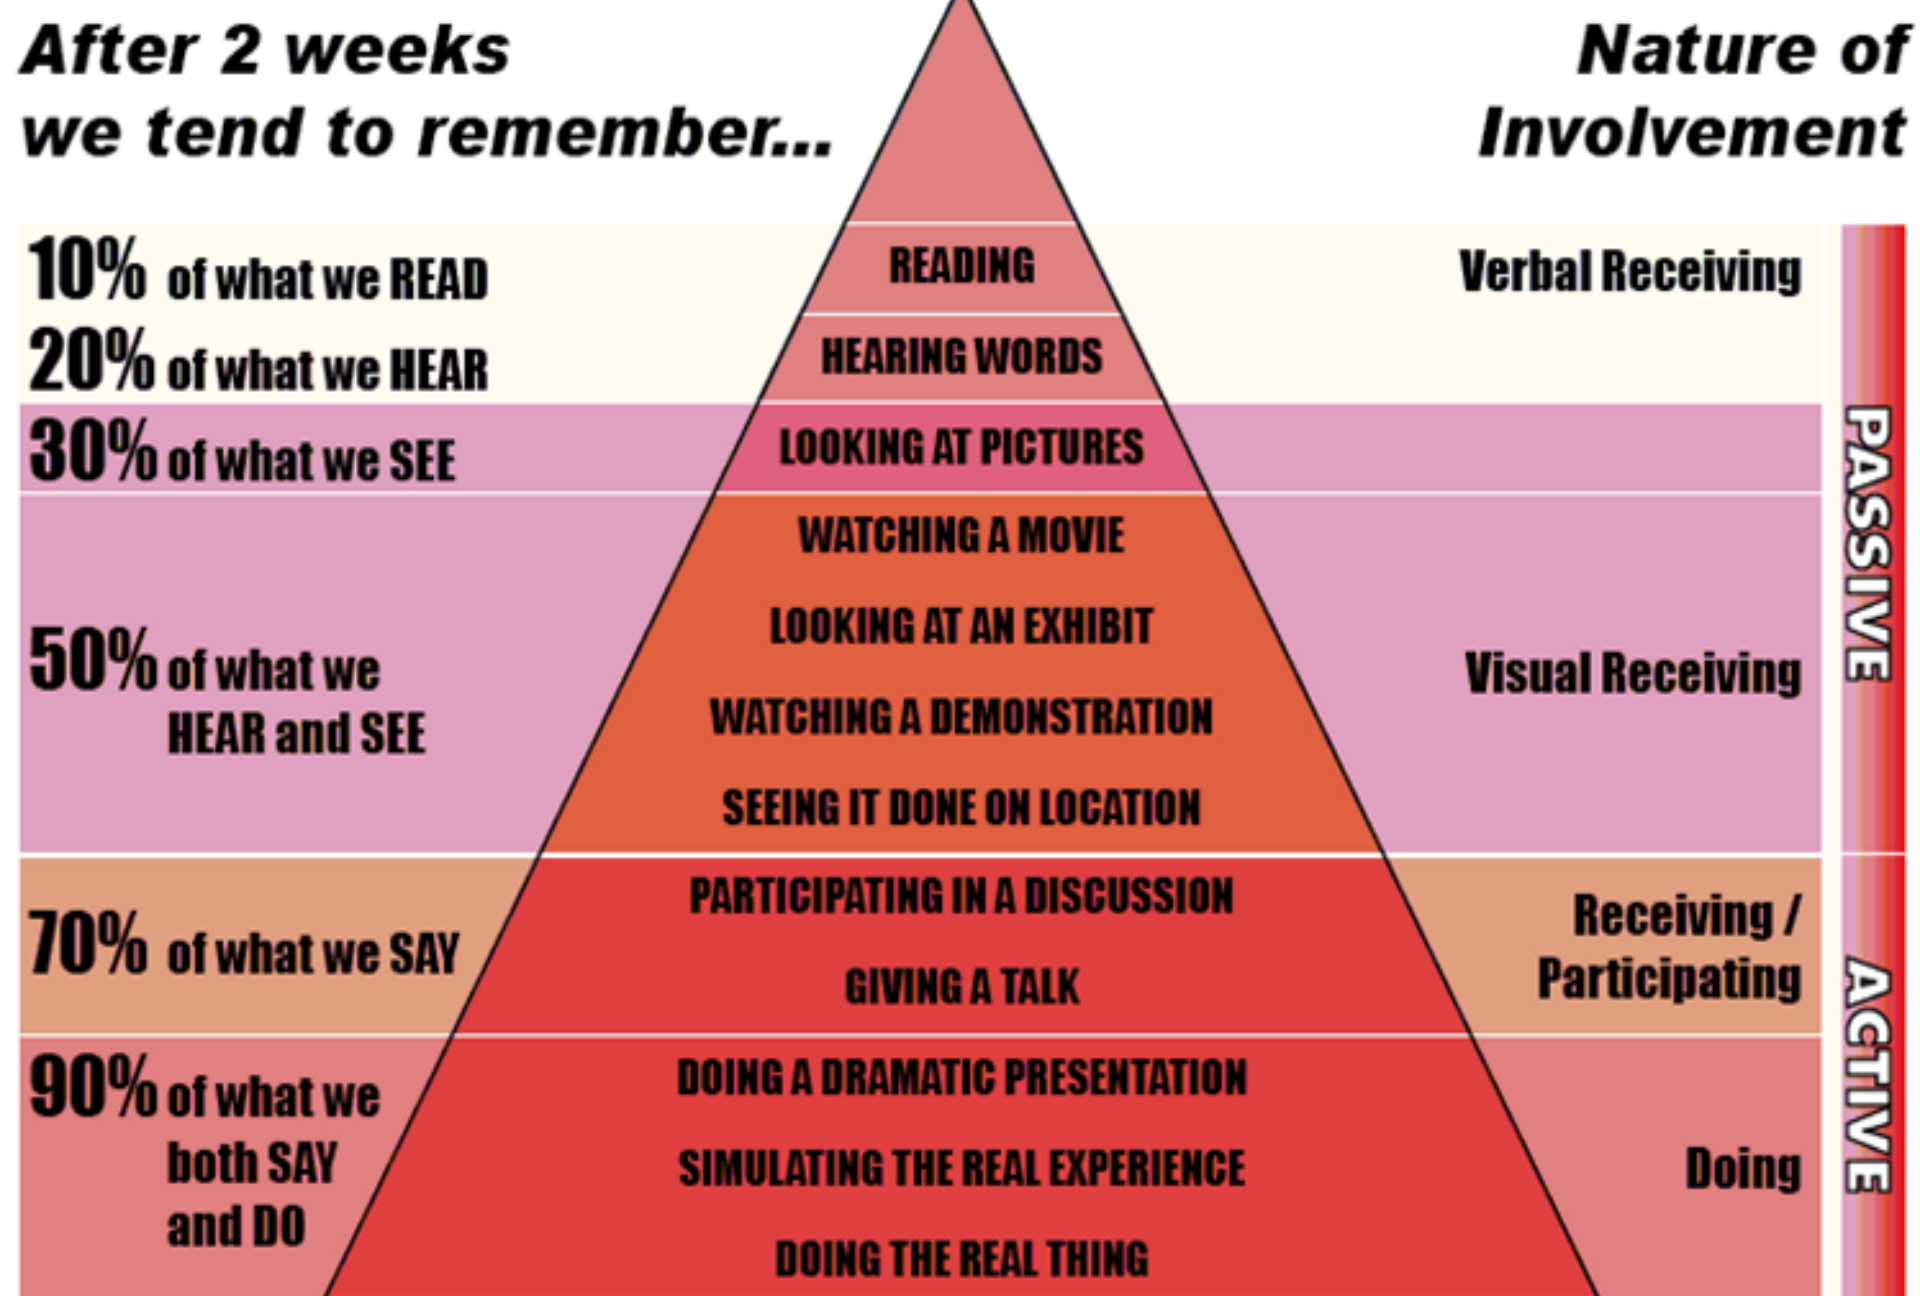 After 2 weeks
we tend to remember...
Nature of
Involvement
10% of what we READ
READING
Verbal Receiving
20% of what we HEAR
HEARING WORDS
30% of what we SEE
LOOKING AT PICTURES
50% of what we
HEAR and SEE
WATCHING A MOVIE
LOOKING AT AN EXHIBIT
WATCHING A DEMONSTRATION
SEEING IT DONE ON LOCATION
Visual Receiving
PASSIVE
70% of what we SAY
PARTICIPATING IN A DISCUSSION
GIVING A TALK
Receiving /
Participating
90% of what we
both SAY
and DO
DOING A DRAMATIC PRESENTATION
SIMULATING THE REAL EXPERIENCE
DOING THE REAL THING
Doing
ACTIVE